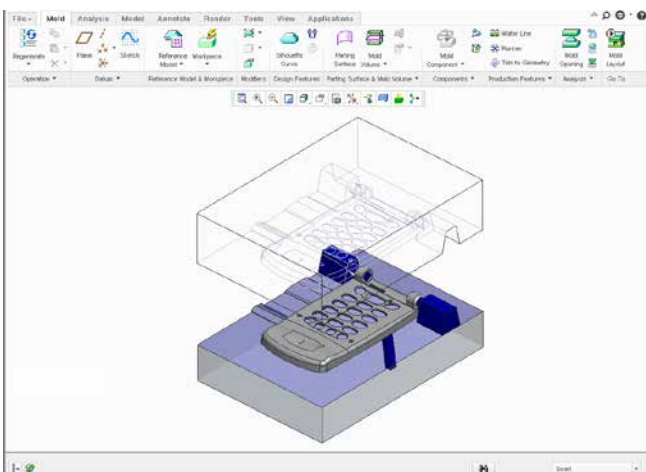 File Mold Analysis Model Annotate Render Tools View Applications
Regenerate
Plane
Sketch
Reference Model
Workpiece
Silhouette Curve
Parting Surface
Mold Volume
Mold Component
Water Line
Runner
Trim to Geometry
Mold Opening
Mold Layout
Operation Datum Reference Model & Workpiece Modifiers Design Features Parting Surface & Mold Volume Components Production Features Analysis Go To